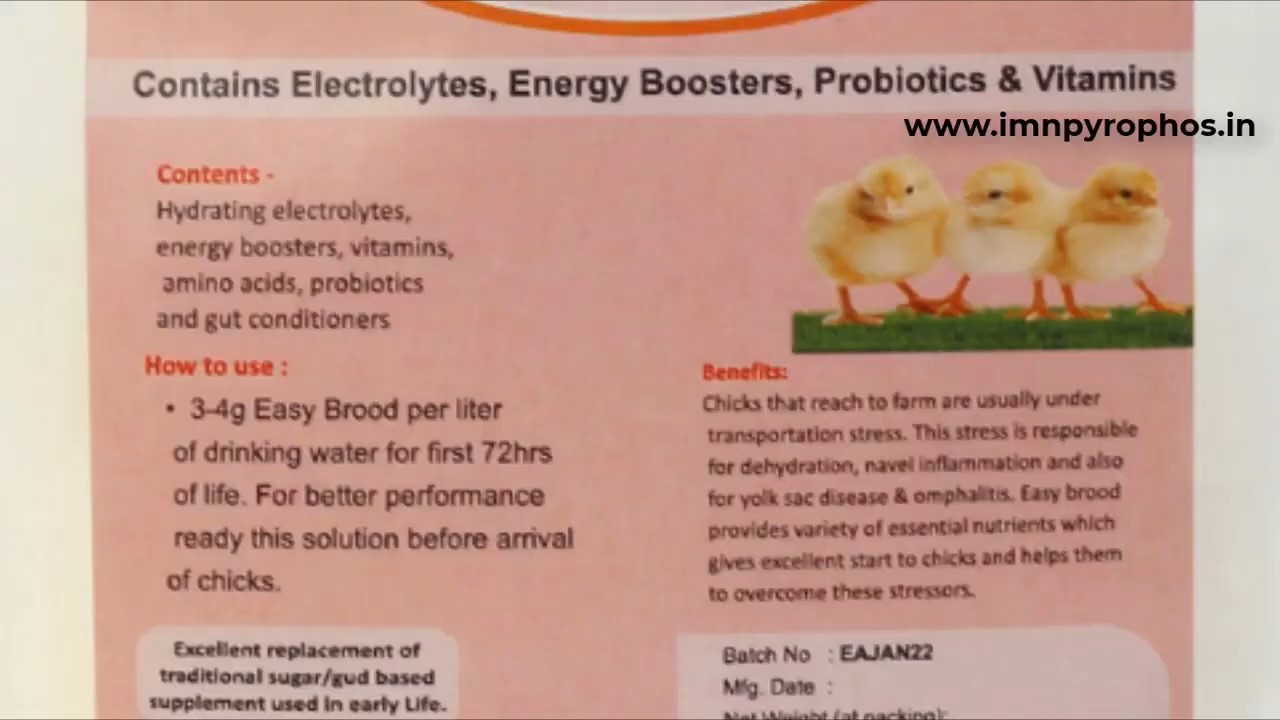 Contains Electrolytes, Energy Boosters, Probiotics & Vitamins
www.imnpyrophos.in
Contents -
Hydrating electrolytes,
energy boosters, vitamins,
amino acids, probiotics
and gut conditioners
How to use :
• 3-4g Easy Brood per liter
of drinking water for first 72hrs
of life. For better performance
ready this solution before arrival
of chicks.
Excellent replacement of
traditional sugar/gud based
supplement used in early Life.
Benefits:
Chicks that reach to farm are usually under
transportation stress. This stress is responsible
for dehydration, navel inflammation and also
for yolk sac disease & omphalitis. Easy brood
provides variety of essential nutrients which
gives excellent start to chicks and helps them
to overcome these stressors.
Batch No : EAJAN22
Mfg. Date :
Net Weight (at packing):